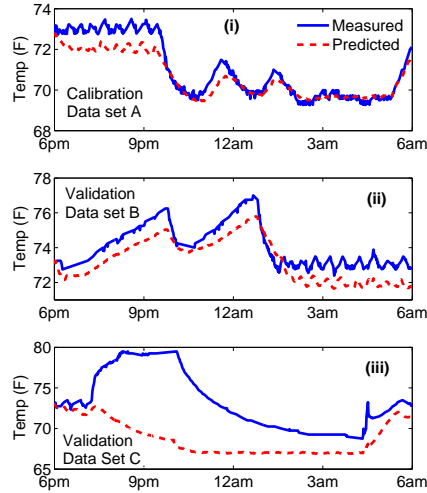 (i)
Measured
Predicted
Temp (F)
74
72
70
68
Calibration
Data set A
6pm 9pm 12am 3am 6am
Validation
Data set B
(ii)
Temp (F)
78
76
74
72
6pm 9pm 12am 3am 6am
(iii)
Temp (F)
80
75
70
65
Validation
Data Set C
6pm 9pm 12am 3am 6am